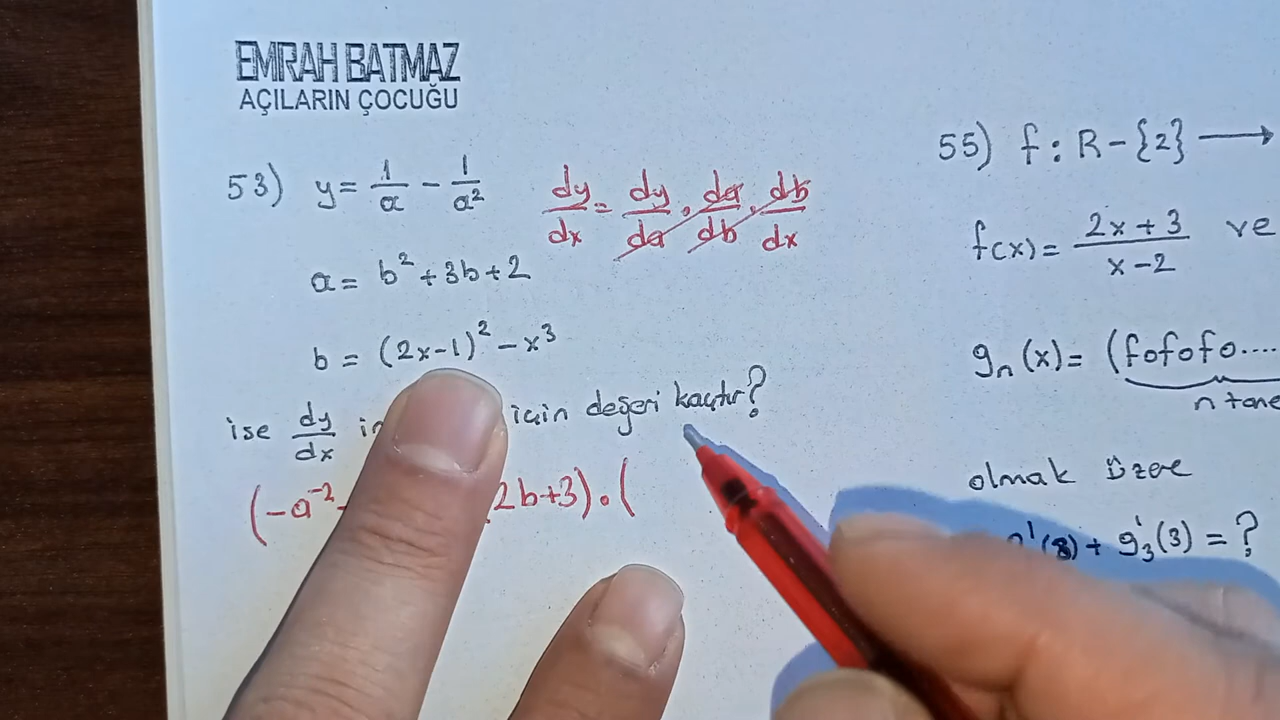 EMRAH BATMAZ
AÇILARIN ÇOCUĞU
53) y = 1/a - 1/a²
dy/dx = dy/da . da/db . db/dx
a = b² + 3b + 2
b = (2x-1)² - x³
ise dy/dx için değeri kaçtır?
(-a⁻² 2b+3) . (
55) f : R - {2} →
f(x) = 2x+3/x-2 ve
gₙ(x) = (fofofo....
n tane
olmak üzere
'(8) + g₃'(3) = ?